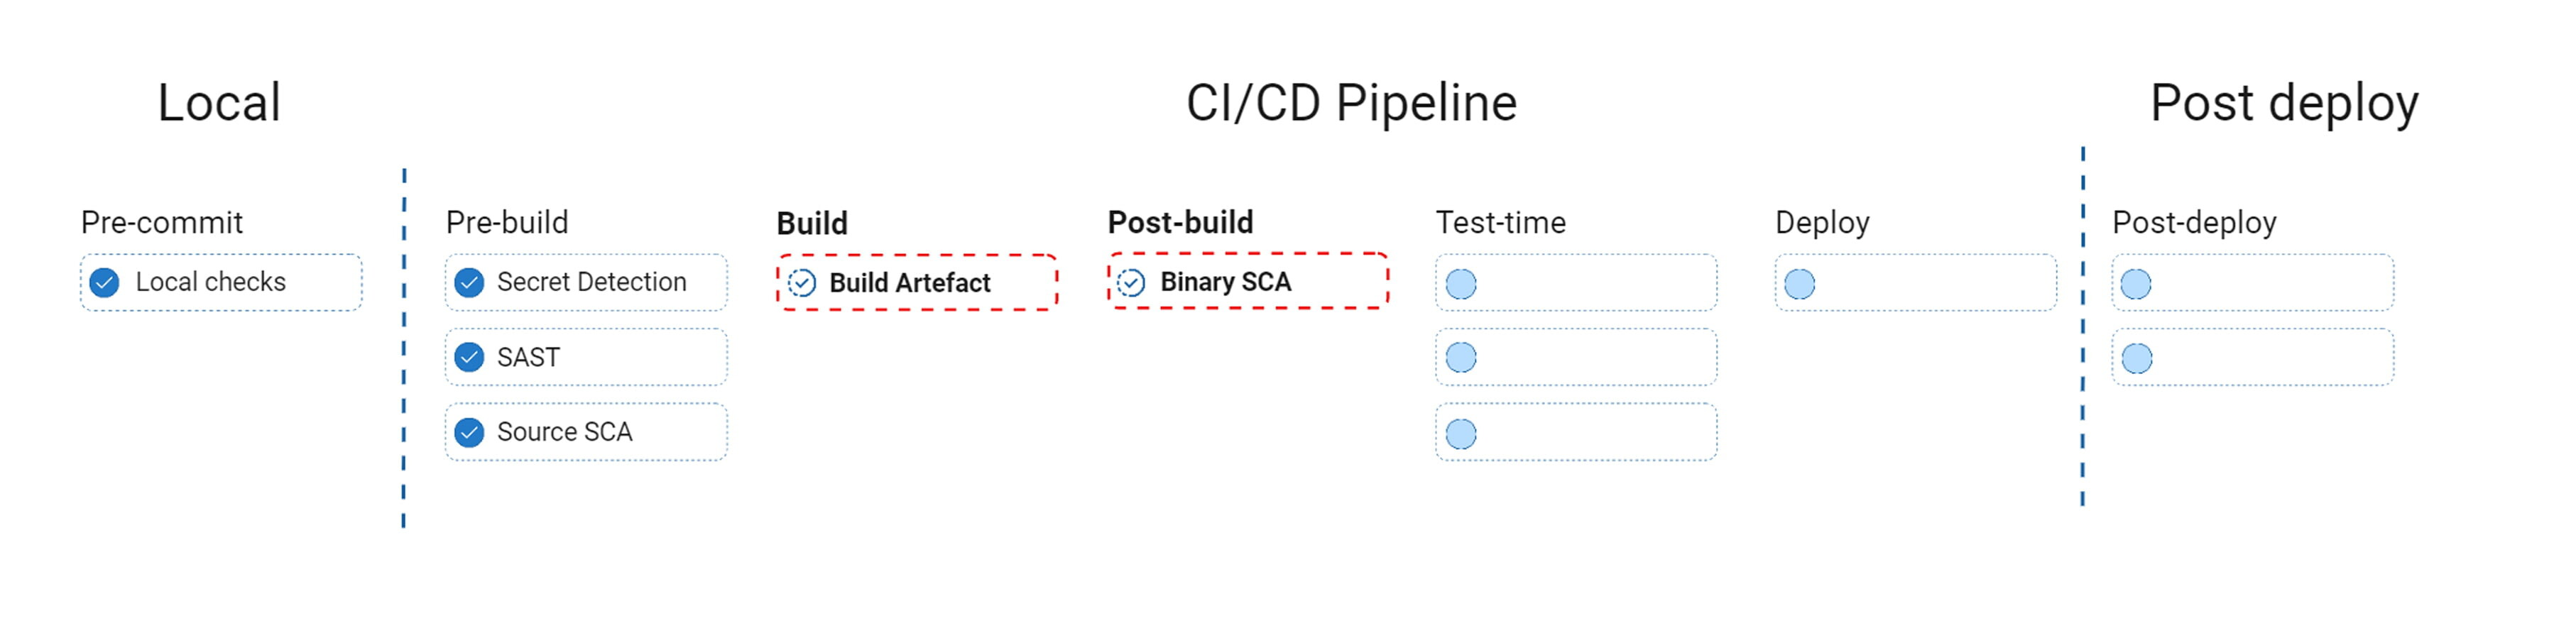 Local
CI/CD Pipeline
Post deploy
Pre-commit
Local checks
Pre-build
Secret Detection
SAST
Source SCA
Build
Build Artefact
Post-build
Binary SCA
Test-time
Deploy
Post-deploy